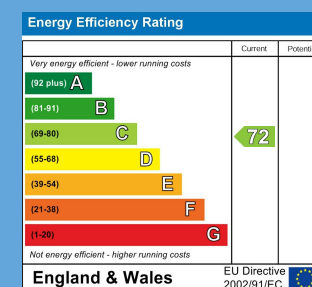 Energy Efficiency Rating
Current Potenti
Very energy efficient - lower running costs
(92 plus) A
(81-91) B
(69-80) C
72
(55-68) D
(39-54) E
(21-38) F
(1-20) G
Not energy efficient - higher running costs
England & Wales
EU Directive
2002/91/EC